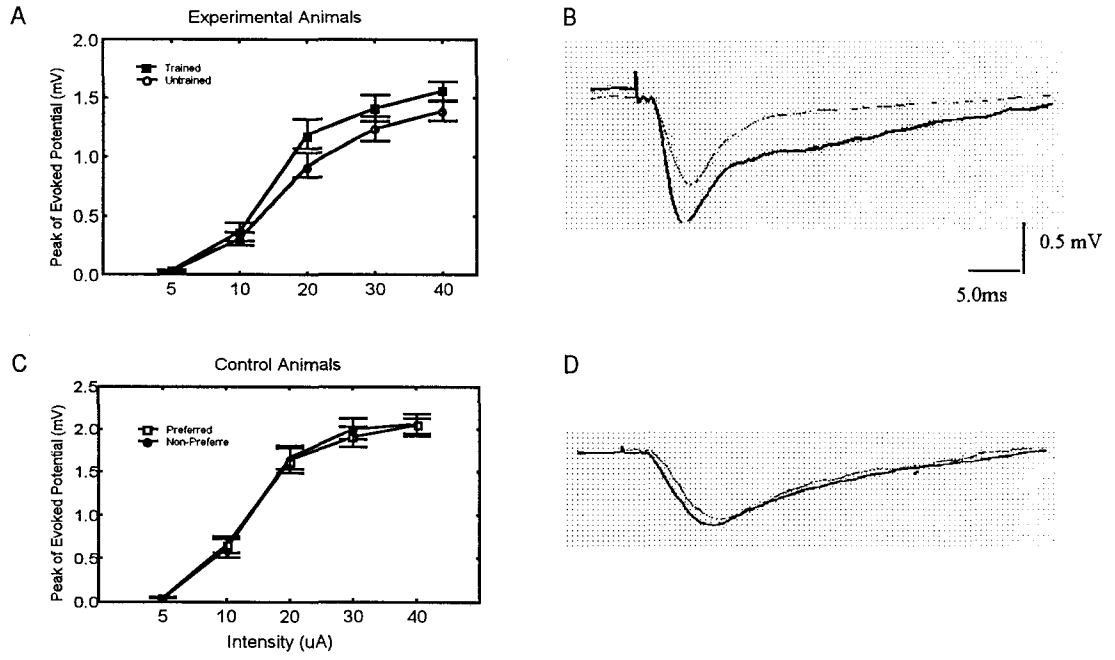 A
Experimental Animals
Peak of Evoked Potential (mV)
2.0
1.5
1.0
0.5
0.0
Trained
Untrained
5 10 20 30 40
B
0.5 mV
5.0ms
C
Control Animals
Peak of Evoked Potential (mV)
2.5
2.0
1.5
1.0
0.5
0.0
Preferred
Non-Preferre
5 10 20 30 40
Intensity (uA)
D